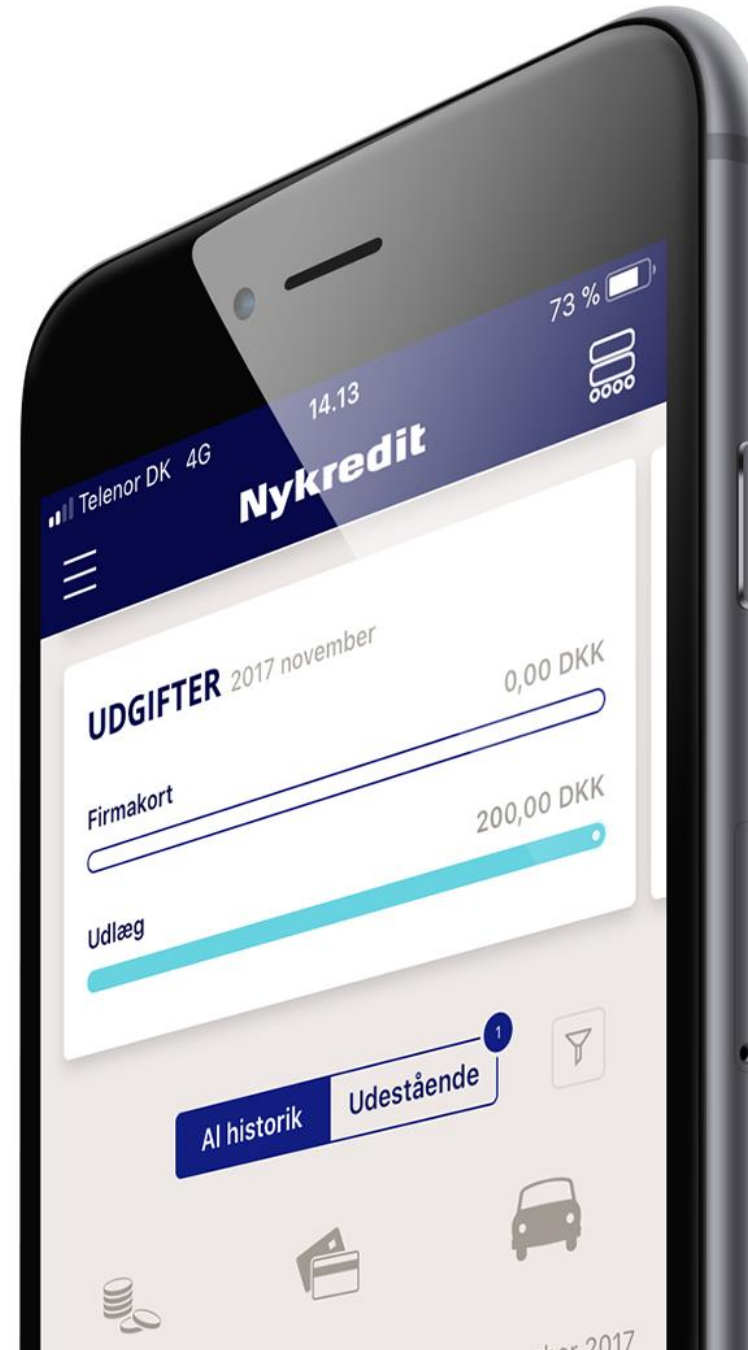 Telenor DK 4G 14.13 73 %
Nykredit
UDGIFTER 2017 november
Firmakort 0,00 DKK
Udlæg 200,00 DKK
Al historik Udestående 1
2017